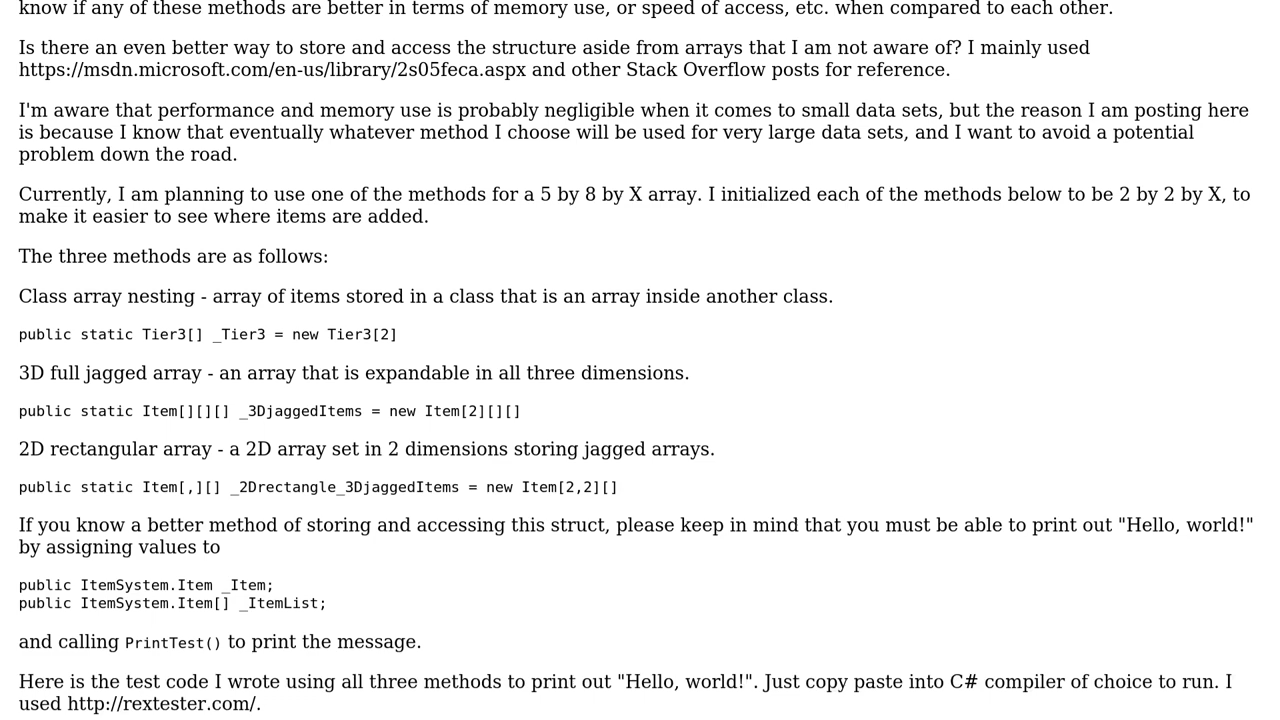 know if any of these methods are better in terms of memory use, or speed of access, etc. when compared to each other.
Is there an even better way to store and access the structure aside from arrays that I am not aware of? I mainly used
https://msdn.microsoft.com/en-us/library/2s05feca.aspx and other Stack Overflow posts for reference.
I'm aware that performance and memory use is probably negligible when it comes to small data sets, but the reason I am posting here
is because I know that eventually whatever method I choose will be used for very large data sets, and I want to avoid a potential
problem down the road.
Currently, I am planning to use one of the methods for a 5 by 8 by X array. I initialized each of the methods below to be 2 by 2 by X, to
make it easier to see where items are added.
The three methods are as follows:
Class array nesting - array of items stored in a class that is an array inside another class.
public static Tier3[] _Tier3 = new Tier3[2]
3D full jagged array - an array that is expandable in all three dimensions.
public static Item[][][] _3DjaggedItems = new Item[2][][]
2D rectangular array - a 2D array set in 2 dimensions storing jagged arrays.
public static Item[,][] _2Drectangle_3DjaggedItems = new Item[2,2][]
If you know a better method of storing and accessing this struct, please keep in mind that you must be able to print out "Hello, world!"
by assigning values to
public ItemSystem.Item _Item;
public ItemSystem.Item[] _ItemList;
and calling PrintTest() to print the message.
Here is the test code I wrote using all three methods to print out "Hello, world!". Just copy paste into C# compiler of choice to run. I
used http://rextester.com/.